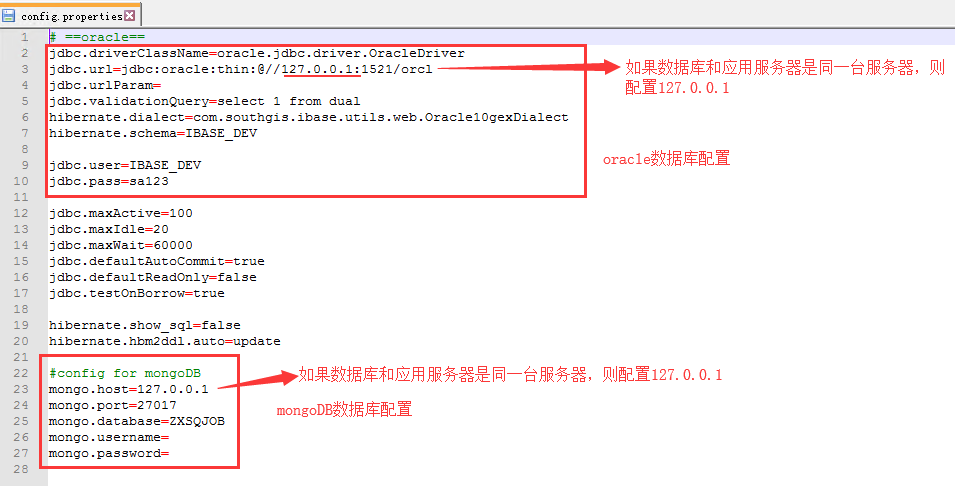 config.properties
1 # ==oracle==
2 jdbc.driverClassName=oracle.jdbc.driver.OracleDriver
3 jdbc.url=jdbc:oracle:thin:@//127.0.0.1:1521/orcl
如果数据库和应用服务器是同一台服务器，则
配置127.0.0.1
4 jdbc.urlParam=
5 jdbc.validationQuery=select 1 from dual
6 hibernate.dialect=com.southgis.ibase.utils.web.Oracle10gexDialect
7 hibernate.schema=IBASE_DEV
8
oracle数据库配置
9 jdbc.user=IBASE_DEV
10 jdbc.pass=sa123
11
12 jdbc.maxActive=100
13 jdbc.maxIdle=20
14 jdbc.maxWait=60000
15 jdbc.defaultAutoCommit=true
16 jdbc.defaultReadOnly=false
17 jdbc.testOnBorrow=true
18
19 hibernate.show_sql=false
20 hibernate.hbm2ddl.auto=update
21
22 #config for mongoDB
23 mongo.host=127.0.0.1
如果数据库和应用服务器是同一台服务器，则配置127.0.0.1
24 mongo.port=27017
mongoDB数据库配置
25 mongo.database=ZXSQJOB
26 mongo.username=
27 mongo.password=
28